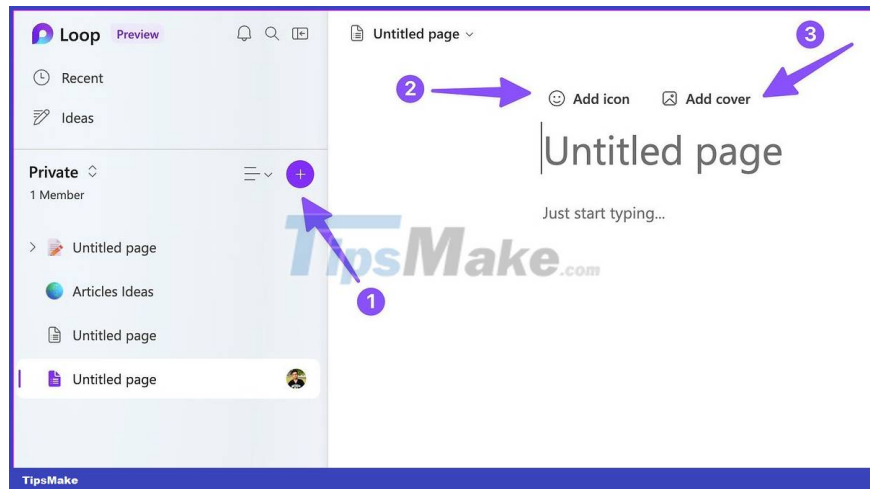 Loop Preview
Untitled page
3
Recent
2
Add icon
Add cover
Ideas
Untitled page
Private
1 Member
Just start typing...
Untitled page
TipsMake.com
Articles Ideas
1
Untitled page
Untitled page
TipsMake